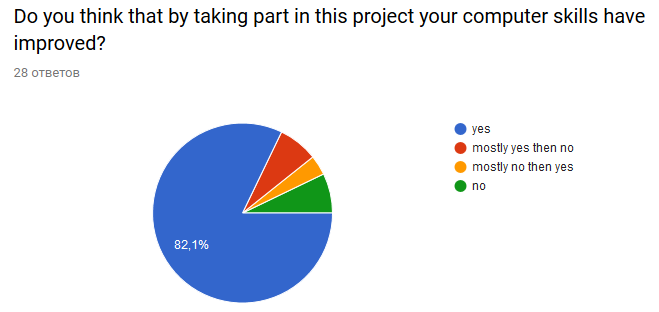 Do you think that by taking part in this project your computer skills have
improved?
28 ответов
yes
mostly yes then no
mostly no then yes
no
82,1%